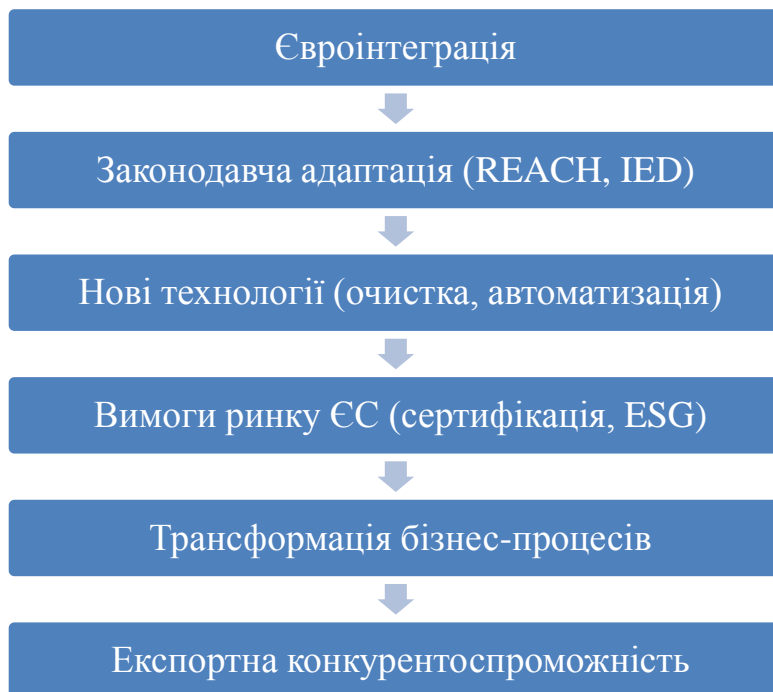 Євроінтеграція
Законодавча адаптація (REACH, IED)
Нові технології (очистка, автоматизація)
Вимоги ринку ЄС (сертифікація, ESG)
Трансформація бізнес-процесів
Експортна конкурентоспроможність